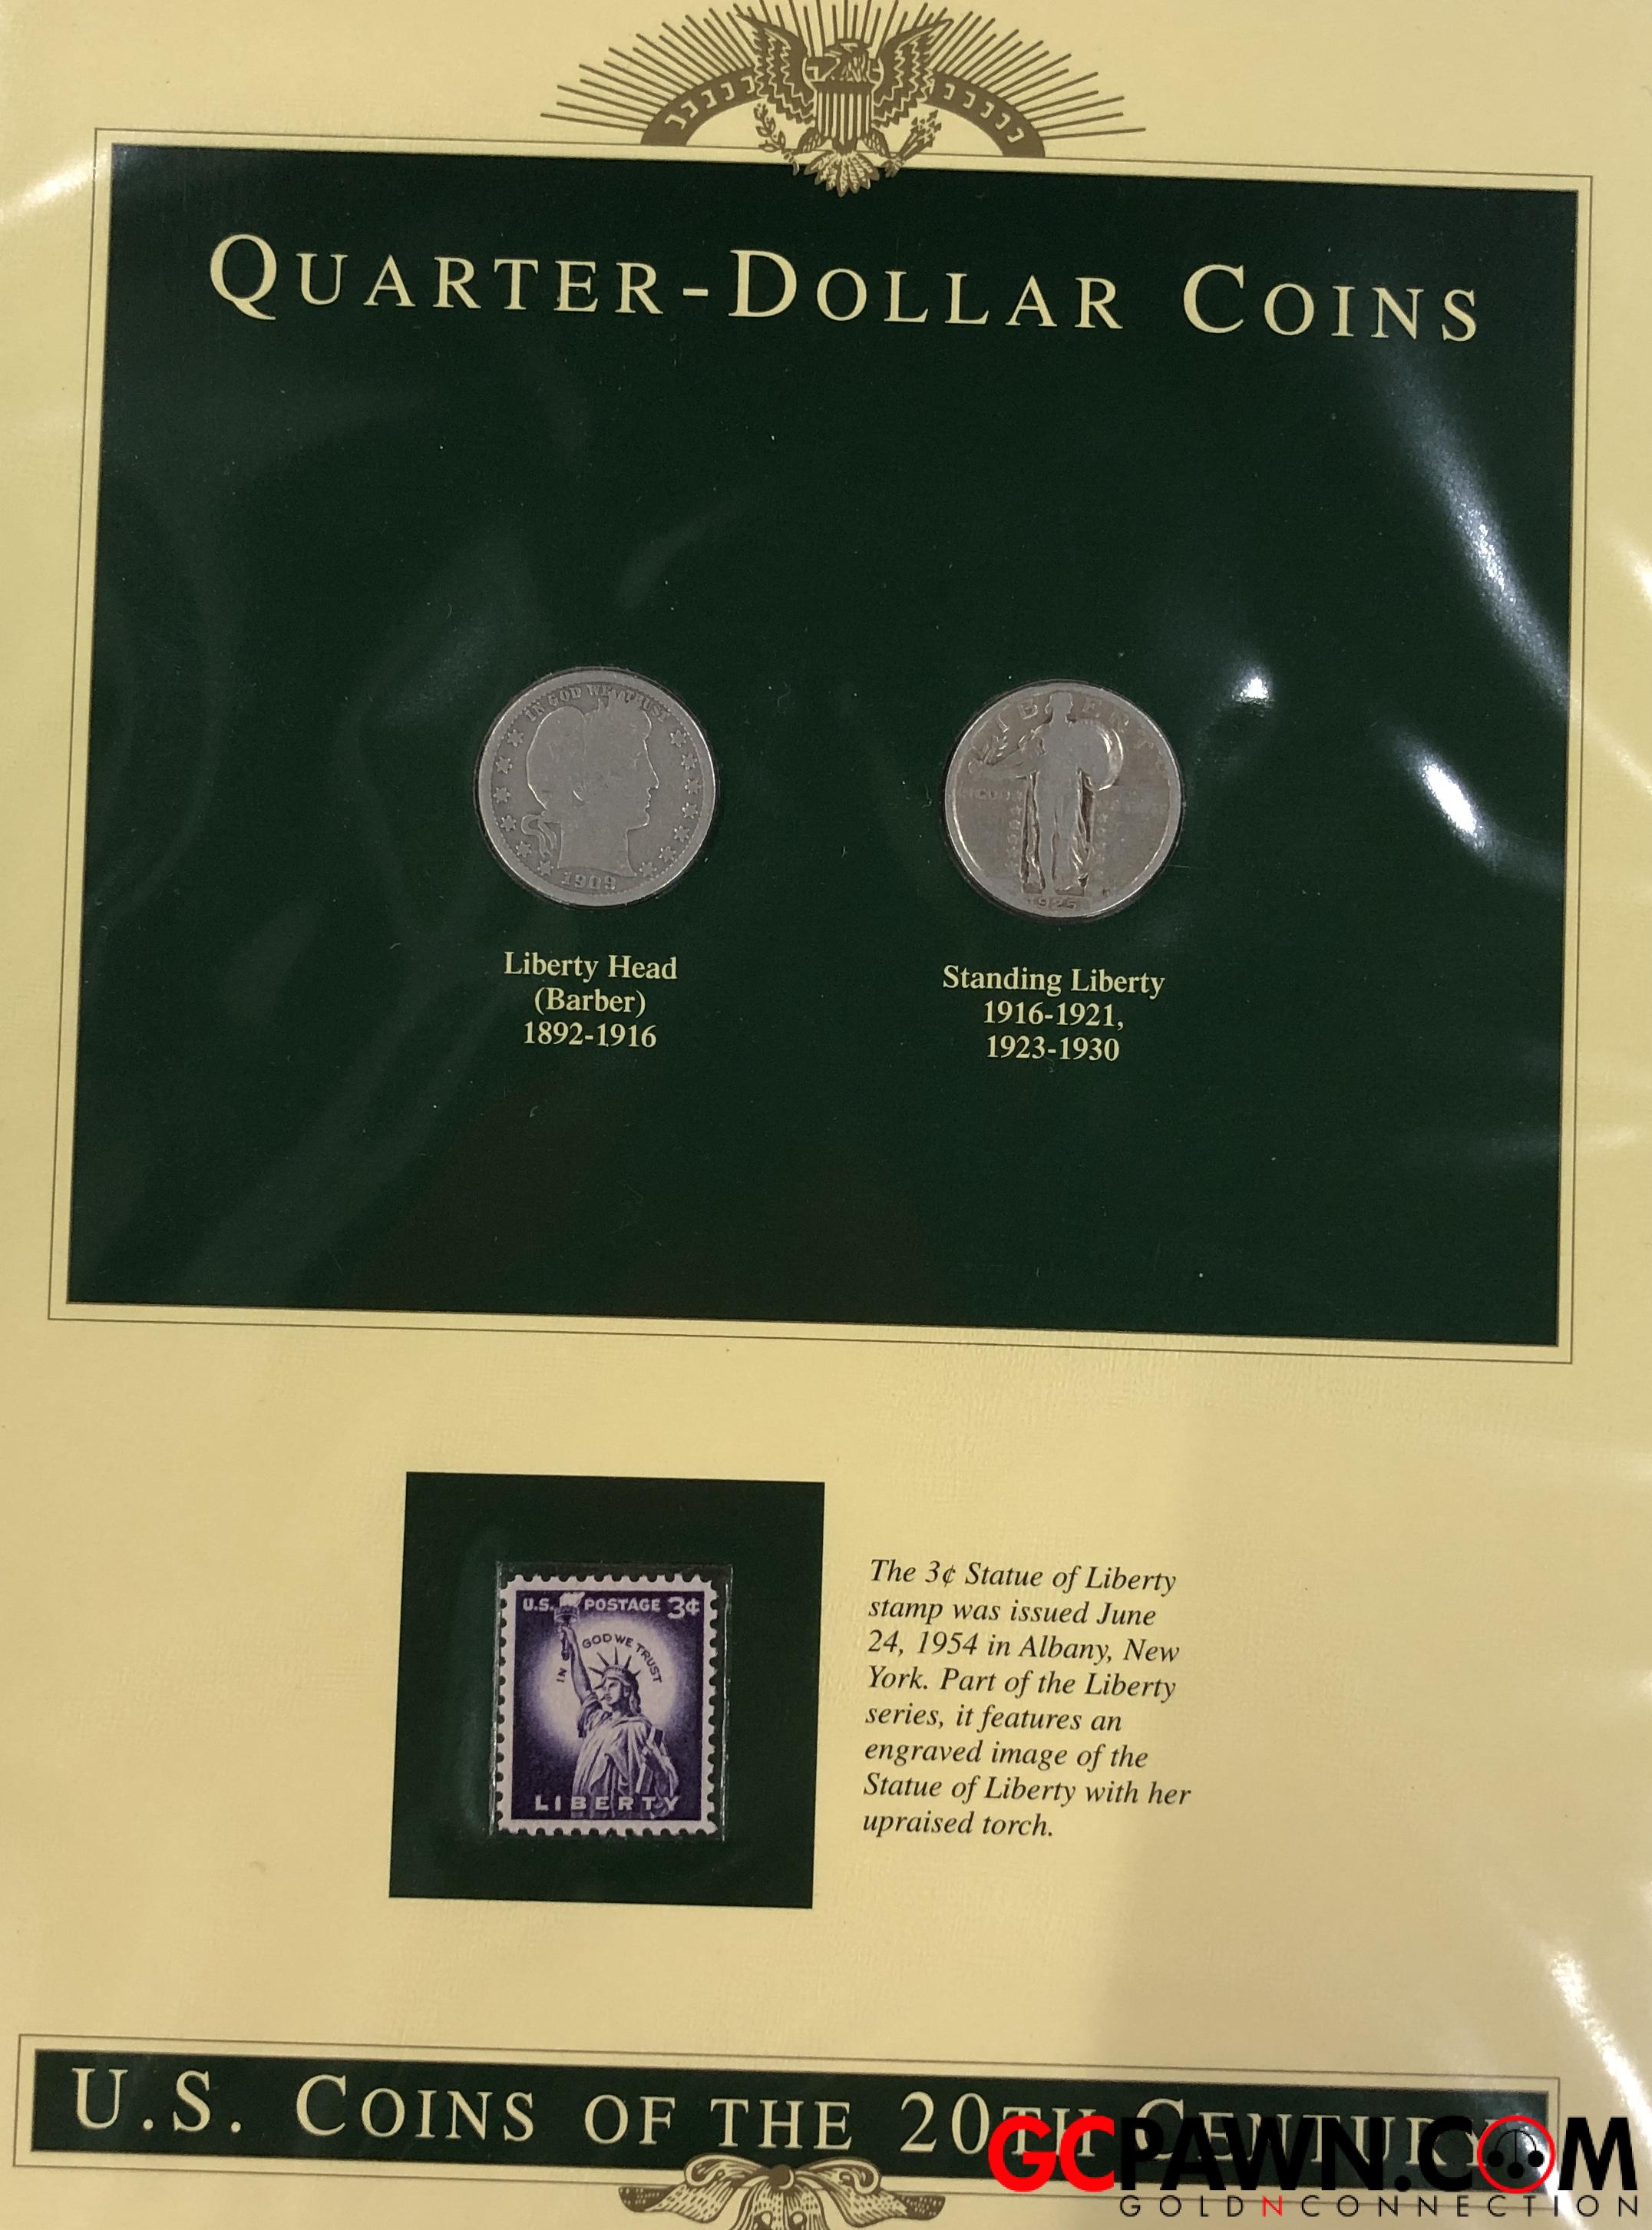 QUARTER-DOLLAR COINS
IN GOD WE TRUST
1909
LIBERTY
1925
Liberty Head
(Barber)
1892-1916
Standing Liberty
1916-1921,
1923-1930
U.S. POSTAGE 3¢
IN GOD WE TRUST
LIBERTY
The 3¢ Statue of Liberty
stamp was issued June
24, 1954 in Albany, New
York. Part of the Liberty
series, it features an
engraved image of the
Statue of Liberty with her
upraised torch.
U.S. COINS OF THE 20TH CENTURY
GCPAWN.COM
GOLDNCONNECTION